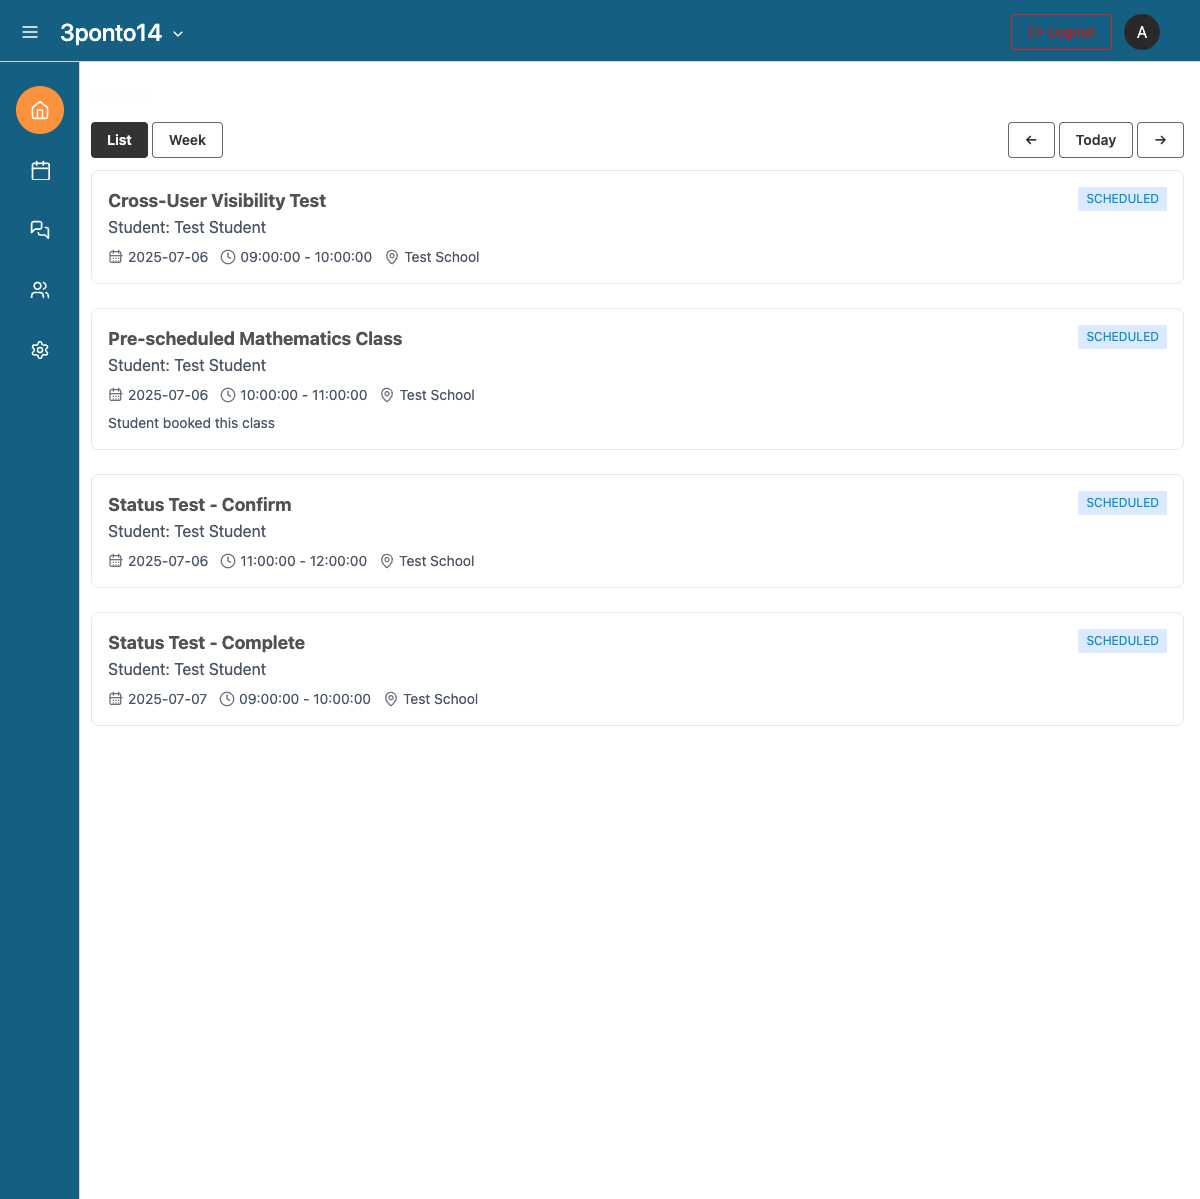 3ponto14
Logout
A
List
Week
Today
Cross-User Visibility Test
SCHEDULED
Student: Test Student
2025-07-06 09:00:00 - 10:00:00 Test School
Pre-scheduled Mathematics Class
SCHEDULED
Student: Test Student
2025-07-06 10:00:00 - 11:00:00 Test School
Student booked this class
Status Test - Confirm
SCHEDULED
Student: Test Student
2025-07-06 11:00:00 - 12:00:00 Test School
Status Test - Complete
SCHEDULED
Student: Test Student
2025-07-07 09:00:00 - 10:00:00 Test School